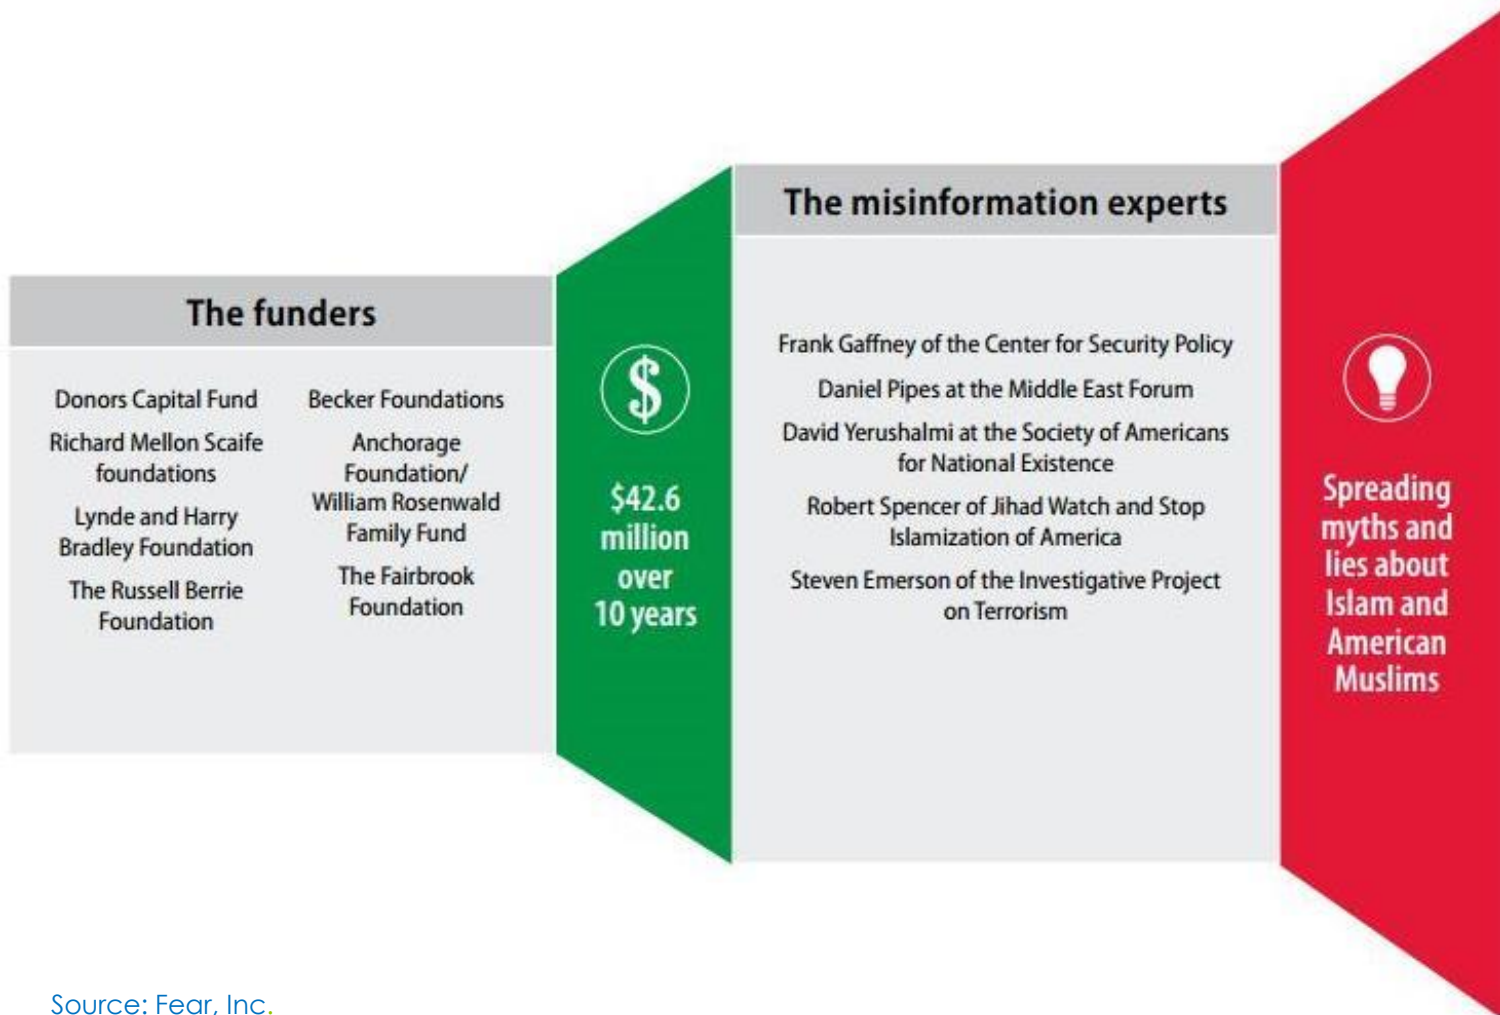 The funders
Donors Capital Fund
Richard Mellon Scaife
foundations
Lynde and Harry
Bradley Foundation
The Russell Berrie
Foundation
Becker Foundations
Anchorage
Foundation/
William Rosenwald
Family Fund
The Fairbrook
Foundation
$
$42.6
million
over
10 years
The misinformation experts
Frank Gaffney of the Center for Security Policy
Daniel Pipes at the Middle East Forum
David Yerushalmi at the Society of Americans
for National Existence
Robert Spencer of Jihad Watch and Stop
Islamization of America
Steven Emerson of the Investigative Project
on Terrorism
Spreading
myths and
lies about
Islam and
American
Muslims
Source: Fear, Inc.